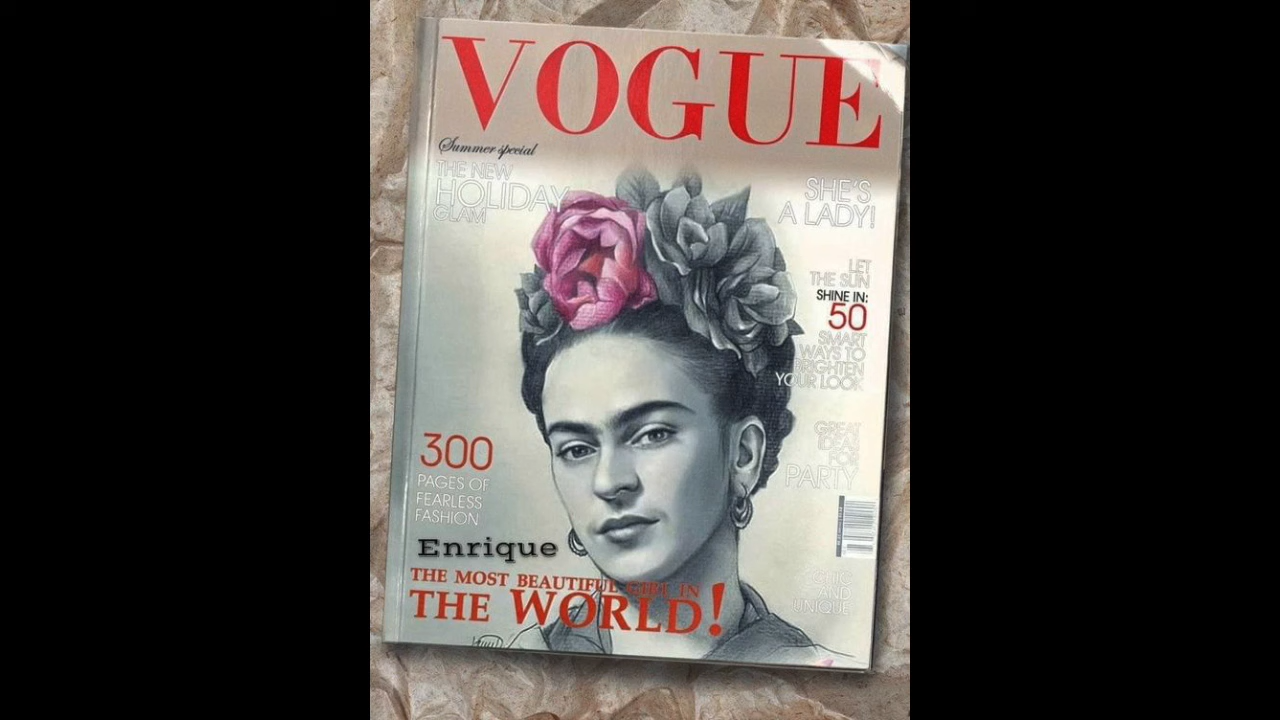 VOGUE
Summer special
THE NEW
HOLIDAY
GLAM
SHE'S
A LADY!
LET
THE SUN
SHINE IN:
50
SMART
WAYS TO
BRIGHTEN
YOUR LOOK
GREAT
IDEAS
FOR
PARTY
300
PAGES OF
FEARLESS
FASHION
Enrique
THE MOST BEAUTIFUL GIRL IN
THE WORLD!
AND
UNIQUE